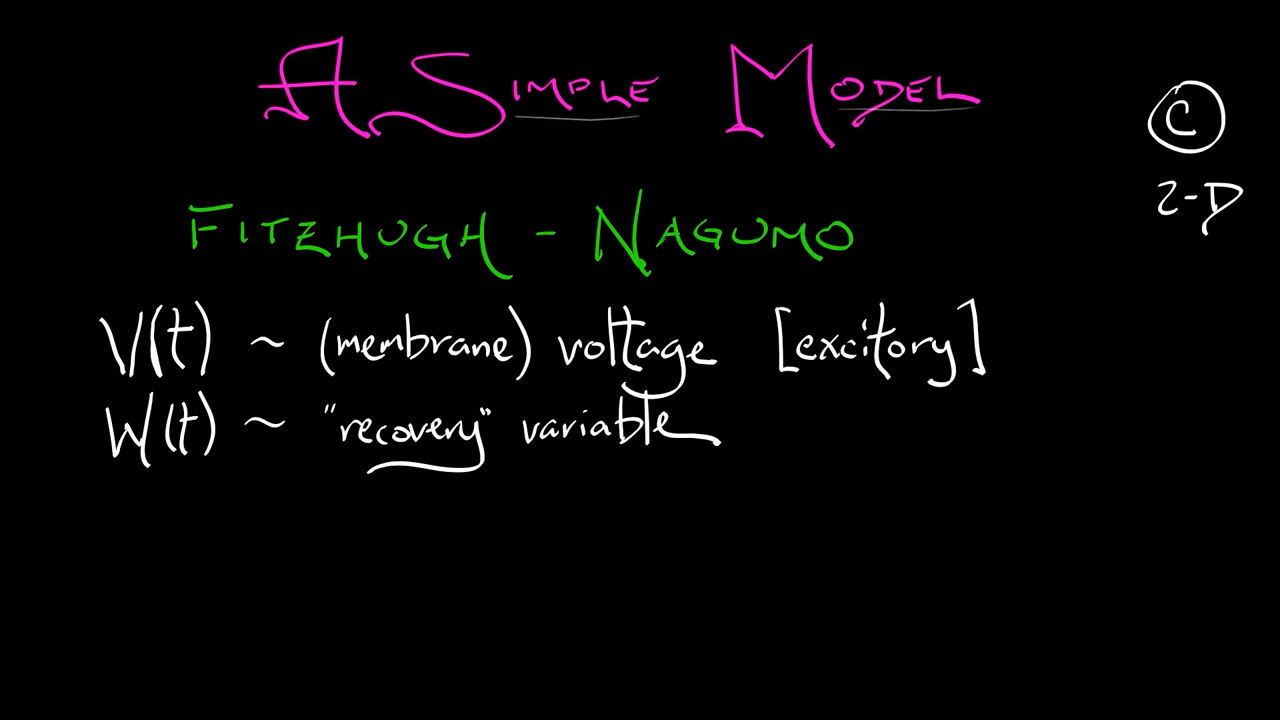 A SIMPLE MODEL
C
2-D
FITZHUGH - NAGUMO
V(t) ~ (membrane) voltage [excitory]
W(t) ~ "recovery" variable